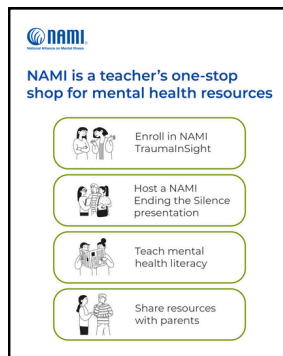 NAMI
National Alliance on Mental Illness
NAMI is a teacher's one-stop
shop for mental health resources
Enroll in NAMI
TraumaInSight
Host a NAMI
Ending the Silence
presentation
Teach mental
health literacy
Share resources
with parents